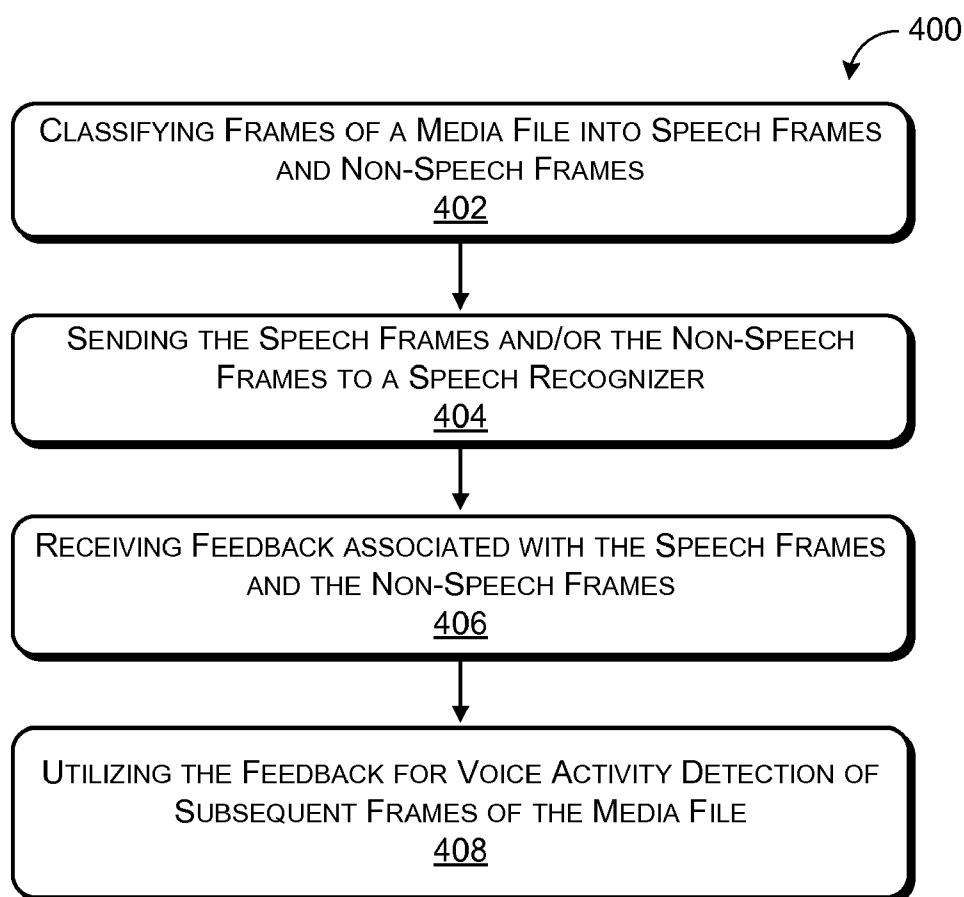 400
CLASSIFYING FRAMES OF A MEDIA FILE INTO SPEECH FRAMES
AND NON-SPEECH FRAMES
402
SENDING THE SPEECH FRAMES AND/OR THE NON-SPEECH
FRAMES TO A SPEECH RECOGNIZER
404
RECEIVING FEEDBACK ASSOCIATED WITH THE SPEECH FRAMES
AND THE NON-SPEECH FRAMES
406
UTILIZING THE FEEDBACK FOR VOICE ACTIVITY DETECTION OF
SUBSEQUENT FRAMES OF THE MEDIA FILE
408